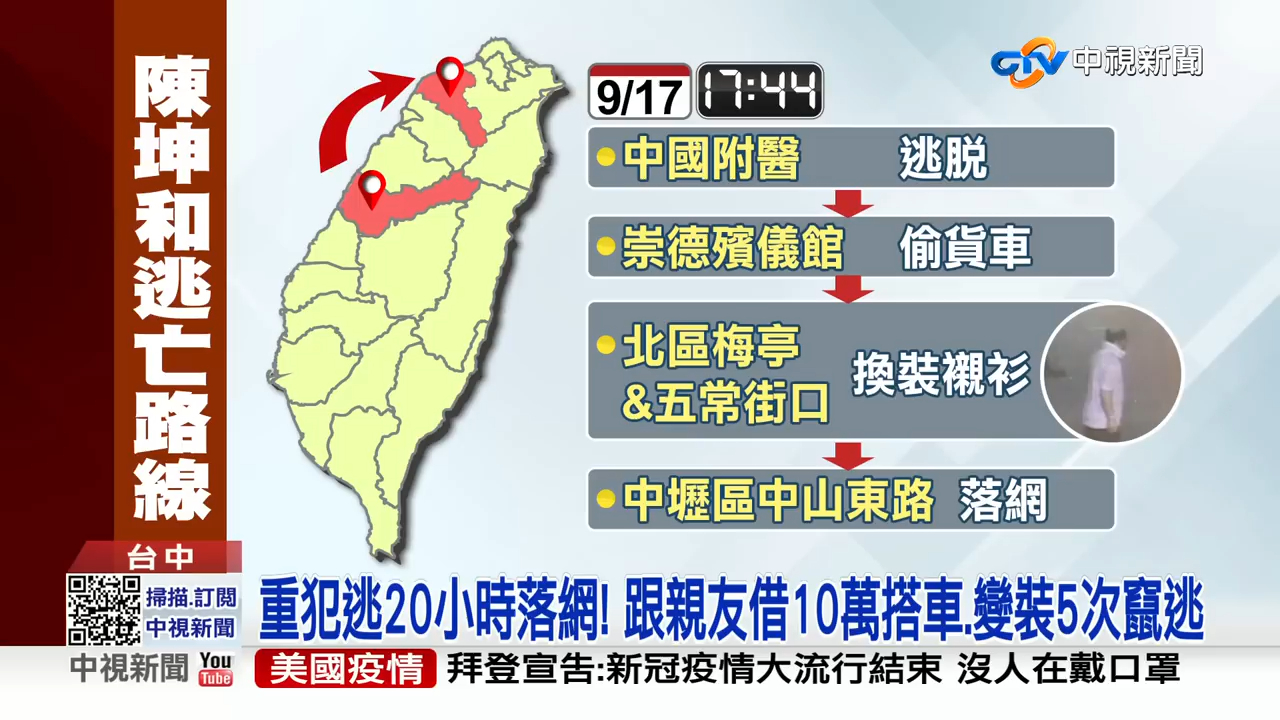 陳坤和逃亡路線
CTV 中視新聞
9/17 17:44
中國附醫 逃脫
崇德殯儀館 偷貨車
北區梅亭
&五常街口 換裝襯衫
中壢區中山東路 落網
台中
掃描.訂閱
中視新聞
重犯逃20小時落網! 跟親友借10萬搭車.變裝5次竄逃
中視新聞 YouTube
美國疫情 拜登宣告:新冠疫情大流行結束 沒人在戴口罩